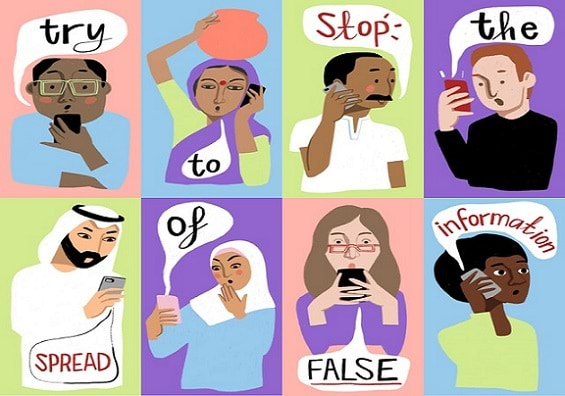 try
to
Stop
the
SPREAD
of
FALSE
information